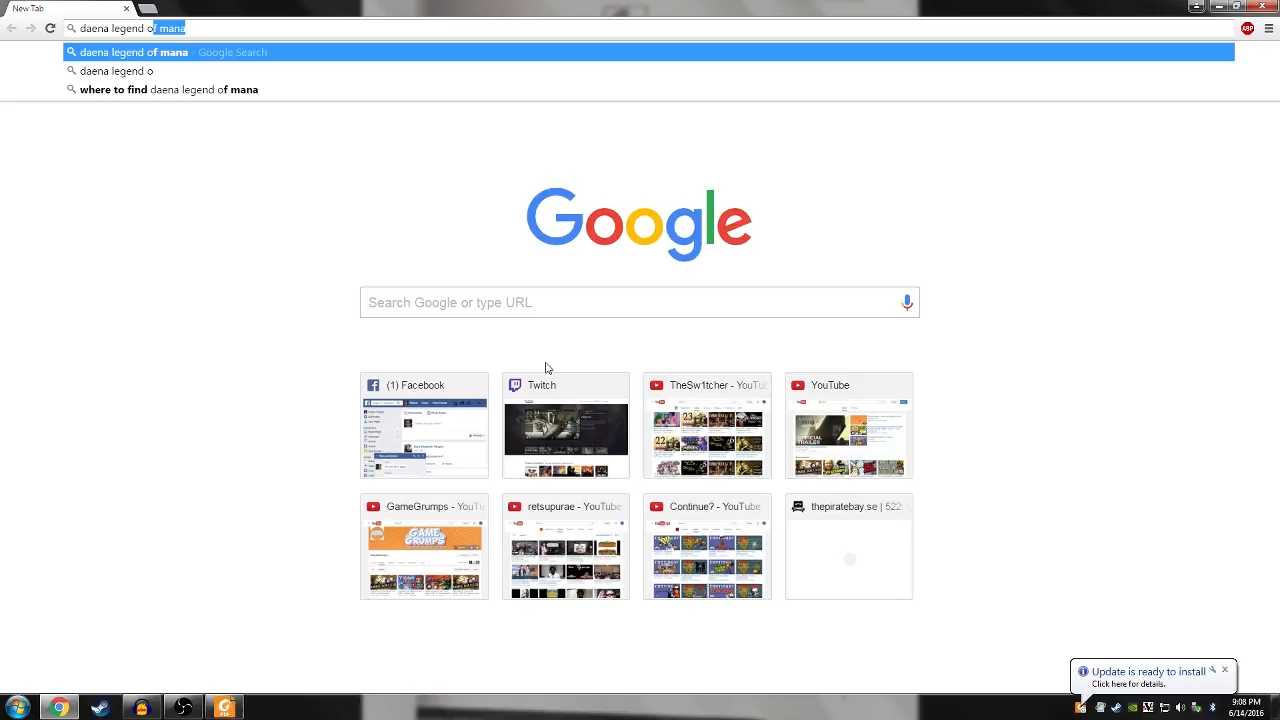 New Tab
daena legend of mana
daena legend of mana - Google Search
daena legend o
where to find daena legend of mana
Google
Search Google or type URL
(1) Facebook
Twitch
TheSw1tcher - YouTub
YouTube
GameGrumps - YouTu
retsupurae - YouTube
Continue? - YouTube
thepiratebay.se | 522
Update is ready to install
Click here for details.
9:08 PM
6/14/2016